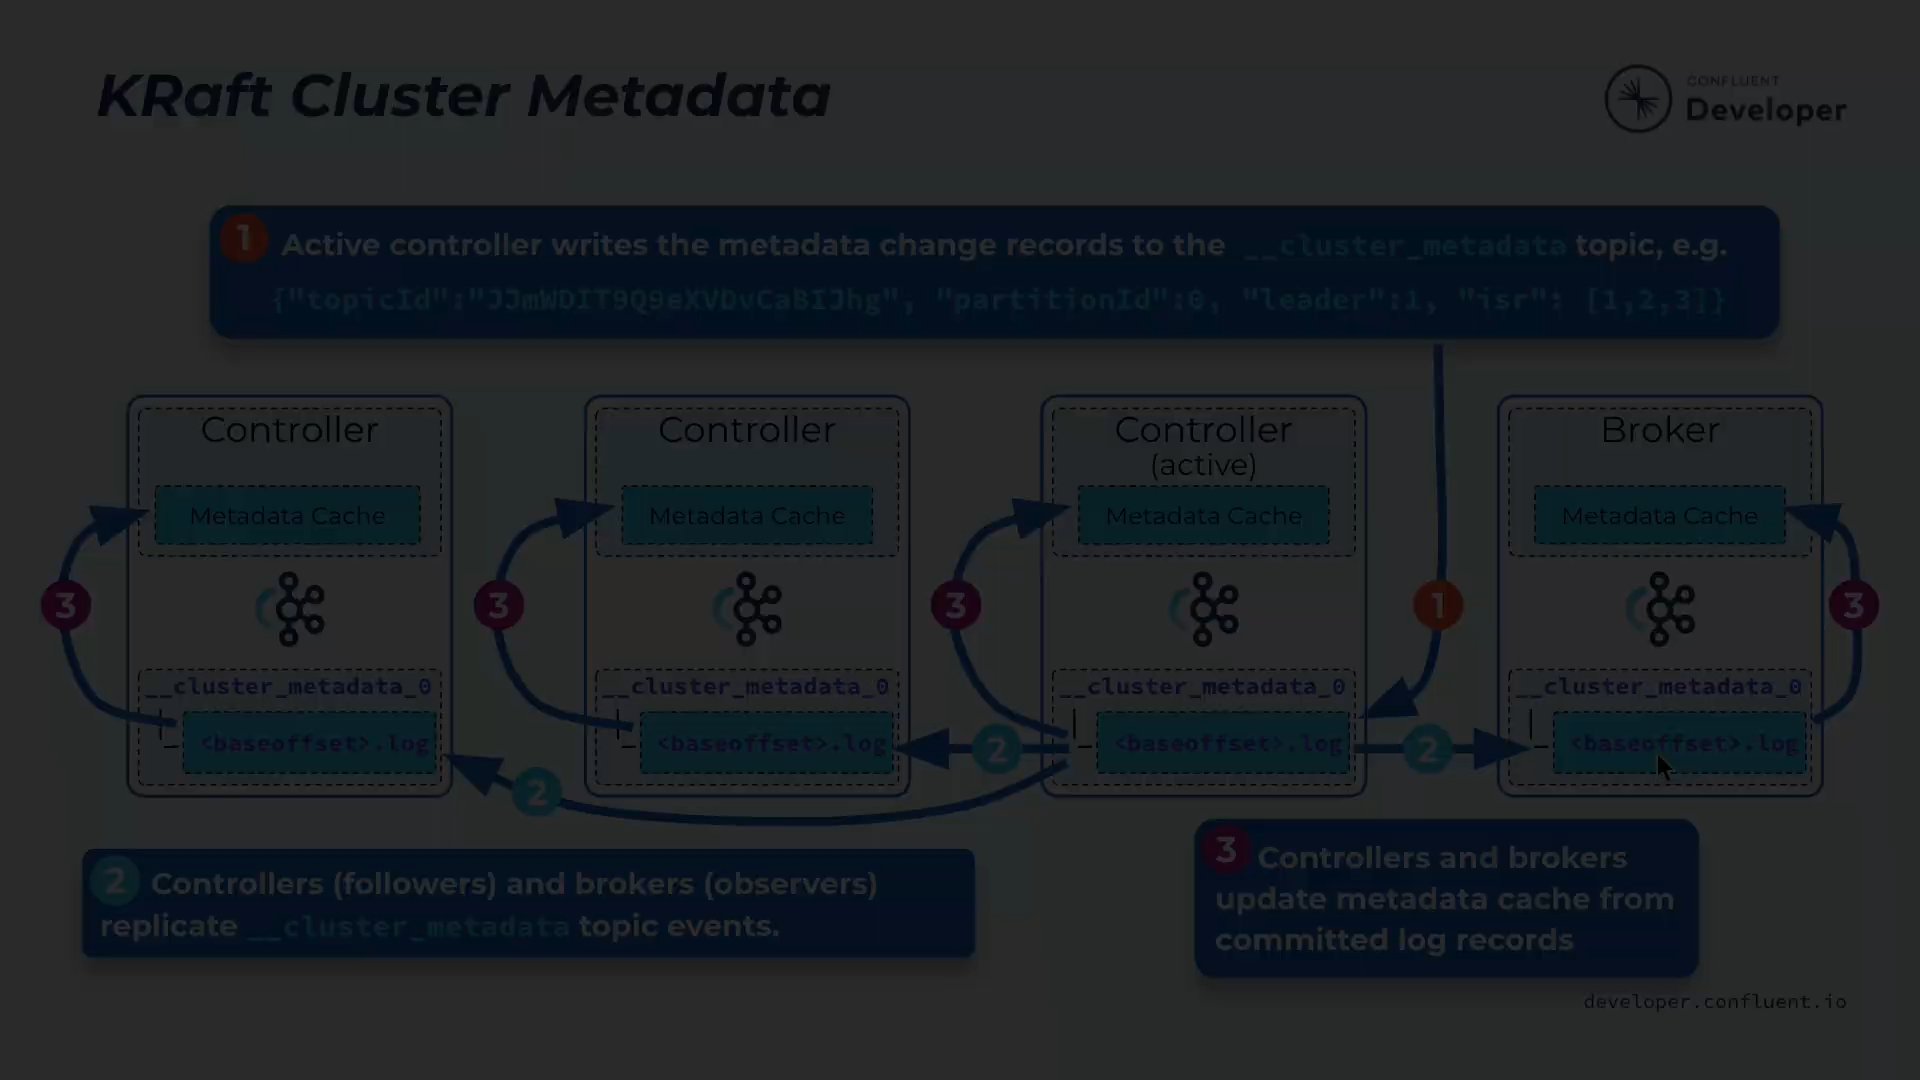 KRaft Cluster Metadata
CONFLUENT
Developer
1 Active controller writes the metadata change records to the __cluster_metadata topic, e.g.
{"topicId":"JJmWDIT9Q9eXVDvCaBIJhg", "partitionId":0, "leader":1, "isr": [1,2,3]}
Controller
Metadata Cache
3
__cluster_metadata_0
<baseoffset>.log
Controller
Metadata Cache
3
__cluster_metadata_0
<baseoffset>.log
2
2
Controller
(active)
Metadata Cache
3
__cluster_metadata_0
<baseoffset>.log
1
2
Broker
Metadata Cache
3
__cluster_metadata_0
<baseoffset>.log
2 Controllers (followers) and brokers (observers)
replicate __cluster_metadata topic events.
3 Controllers and brokers
update metadata cache from
committed log records
developer.confluent.io